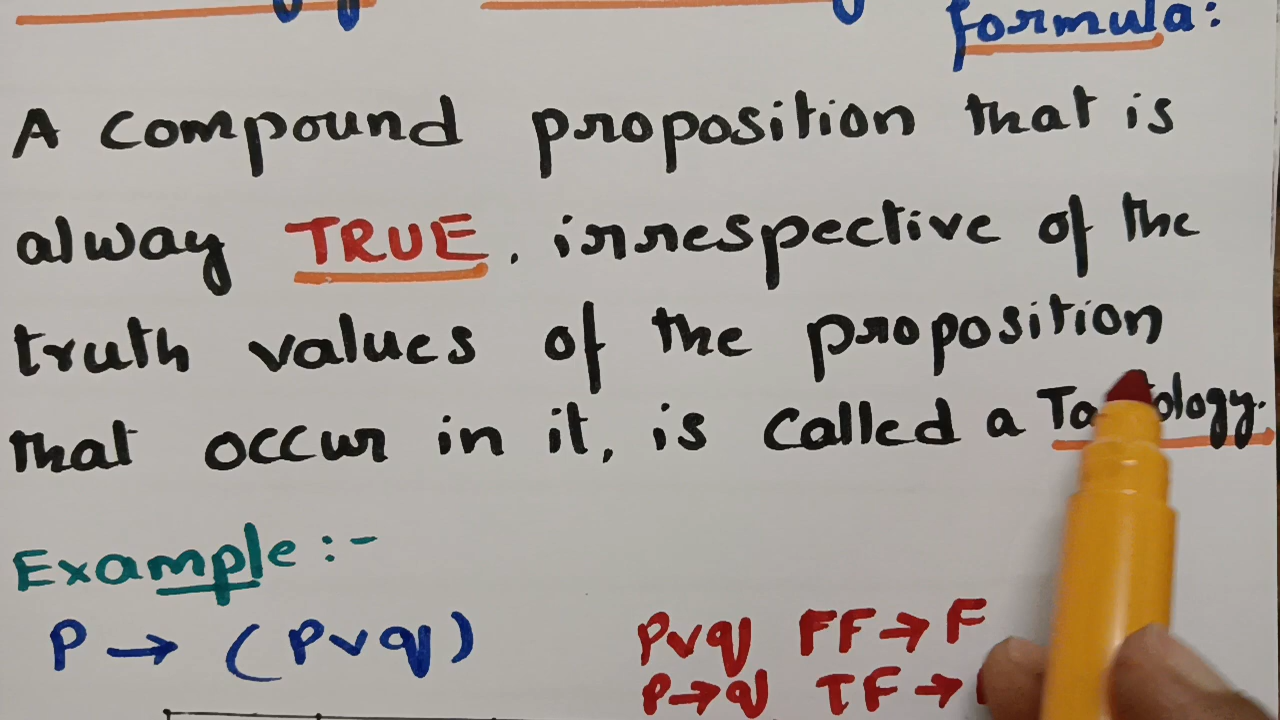 formula:
A compound proposition that is
alway TRUE, irrespective of the
truth values of the proposition
that occur in it, is called a
Example :-
P → (P∨q)
P∨q FF → F
P → q TF →